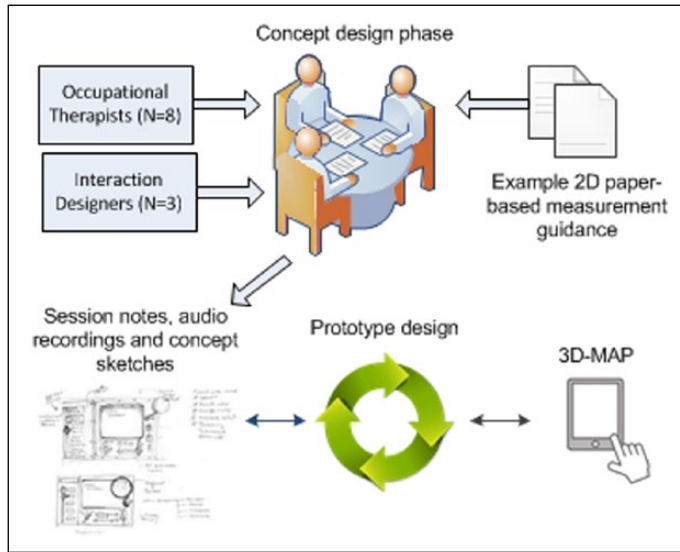 Concept design phase
Occupational
Therapists (N=8)
Interaction
Designers (N=3)
Example 2D paper-
based measurement
guidance
Session notes, audio
recordings and concept
sketches
Prototype design
3D-MAP